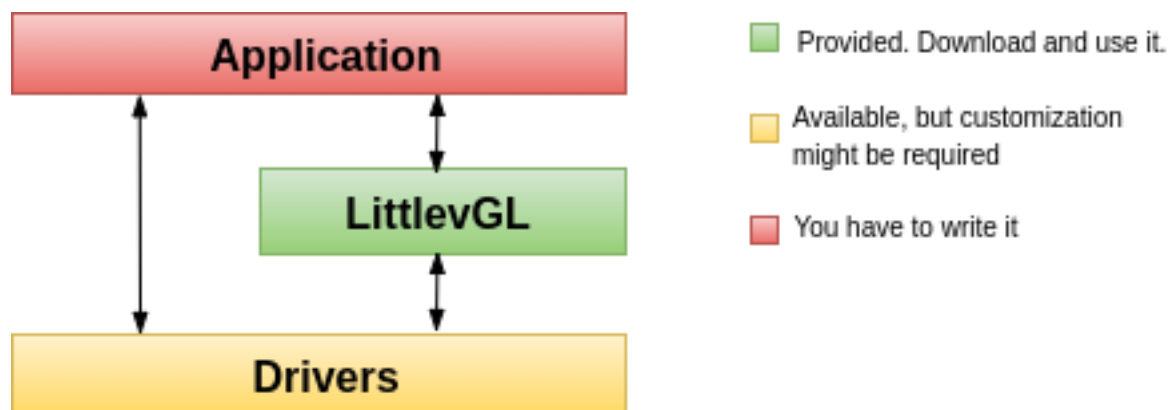 Application
LittlevGL
Drivers
Provided. Download and use it.
Available, but customization
might be required
You have to write it